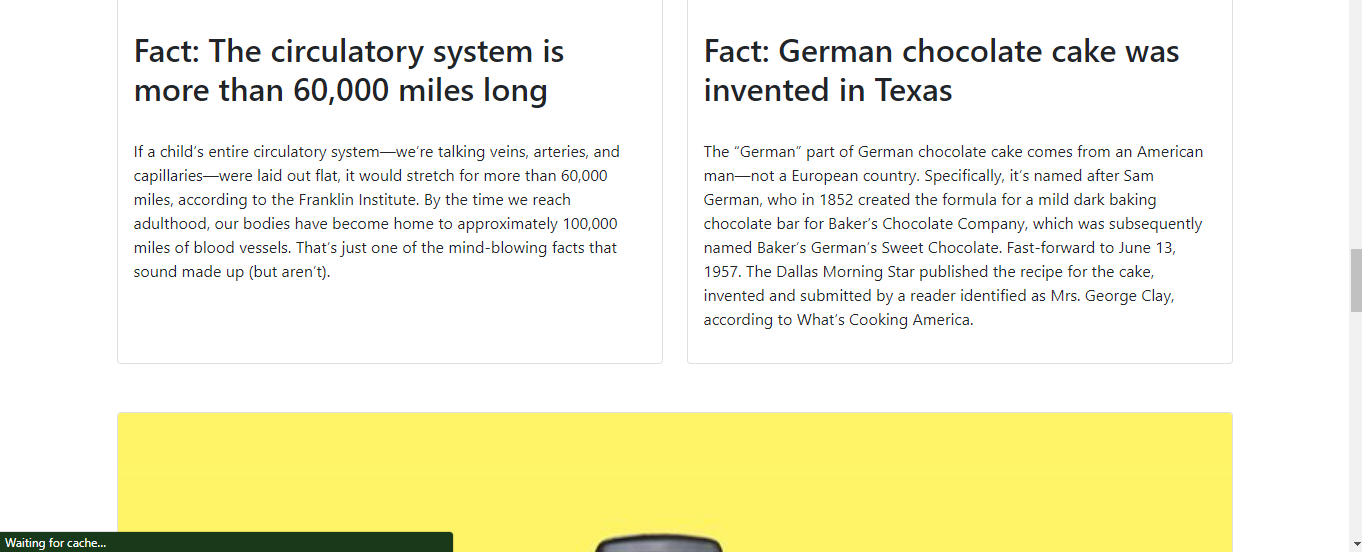 Fact: The circulatory system is
more than 60,000 miles long
If a child’s entire circulatory system—we’re talking veins, arteries, and
capillaries—were laid out flat, it would stretch for more than 60,000
miles, according to the Franklin Institute. By the time we reach
adulthood, our bodies have become home to approximately 100,000
miles of blood vessels. That’s just one of the mind-blowing facts that
sound made up (but aren’t).
Fact: German chocolate cake was
invented in Texas
The “German” part of German chocolate cake comes from an American
man—not a European country. Specifically, it’s named after Sam
German, who in 1852 created the formula for a mild dark baking
chocolate bar for Baker’s Chocolate Company, which was subsequently
named Baker’s German’s Sweet Chocolate. Fast-forward to June 13,
1957. The Dallas Morning Star published the recipe for the cake,
invented and submitted by a reader identified as Mrs. George Clay,
according to What’s Cooking America.
Waiting for cache...